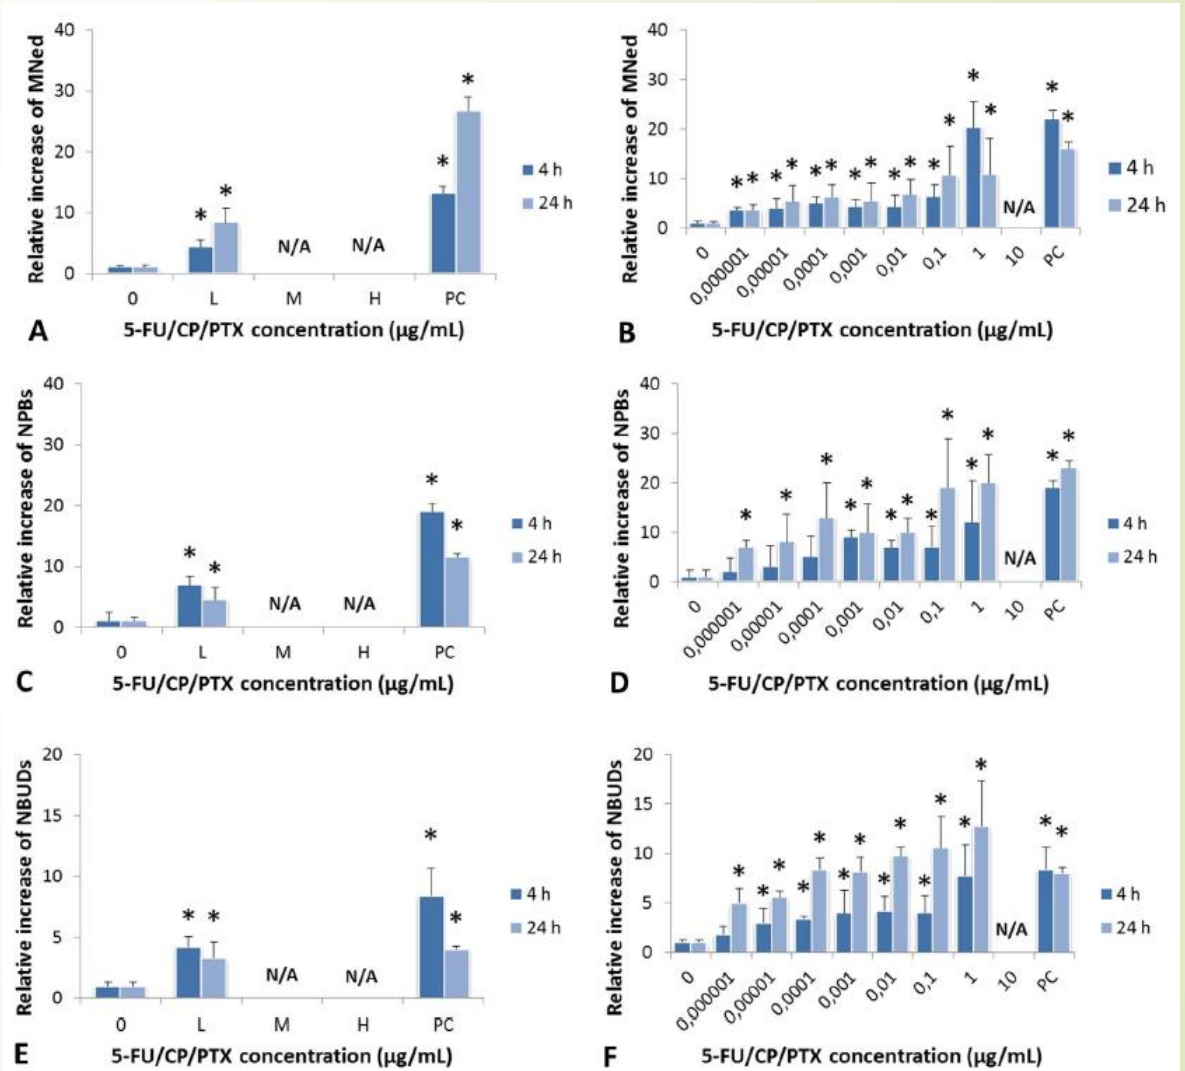 Relative increase of MNed
40
30
20
10
0
*
*
*
*
N/A
N/A
4 h
24 h
0
L
M
H
PC
5-FU/CP/PTX concentration (µg/mL)
A
Relative increase of MNed
40
30
20
10
0
* *
* *
* *
* *
* *
* *
* *
N/A
* *
4 h
24 h
0
0,000001
0,00001
0,0001
0,001
0,01
0,1
1
10
PC
5-FU/CP/PTX concentration (µg/mL)
B
Relative increase of NPBs
40
30
20
10
0
*
*
*
*
N/A
N/A
4 h
24 h
0
L
M
H
PC
5-FU/CP/PTX concentration (µg/mL)
C
Relative increase of NPBs
40
30
20
10
0
*
*
*
* *
* *
* *
* *
N/A
* *
4 h
24 h
0
0,000001
0,00001
0,0001
0,001
0,01
0,1
1
10
PC
5-FU/CP/PTX concentration (µg/mL)
D
Relative increase of NBUDs
20
15
10
5
0
* *
N/A
N/A
*
*
4 h
24 h
0
L
M
H
PC
5-FU/CP/PTX concentration (µg/mL)
E
Relative increase of NBUDs
20
15
10
5
0
*
* *
* *
* *
* *
* *
* *
N/A
* *
4 h
24 h
0
0,000001
0,00001
0,0001
0,001
0,01
0,1
1
10
PC
5-FU/CP/PTX concentration (µg/mL)
F